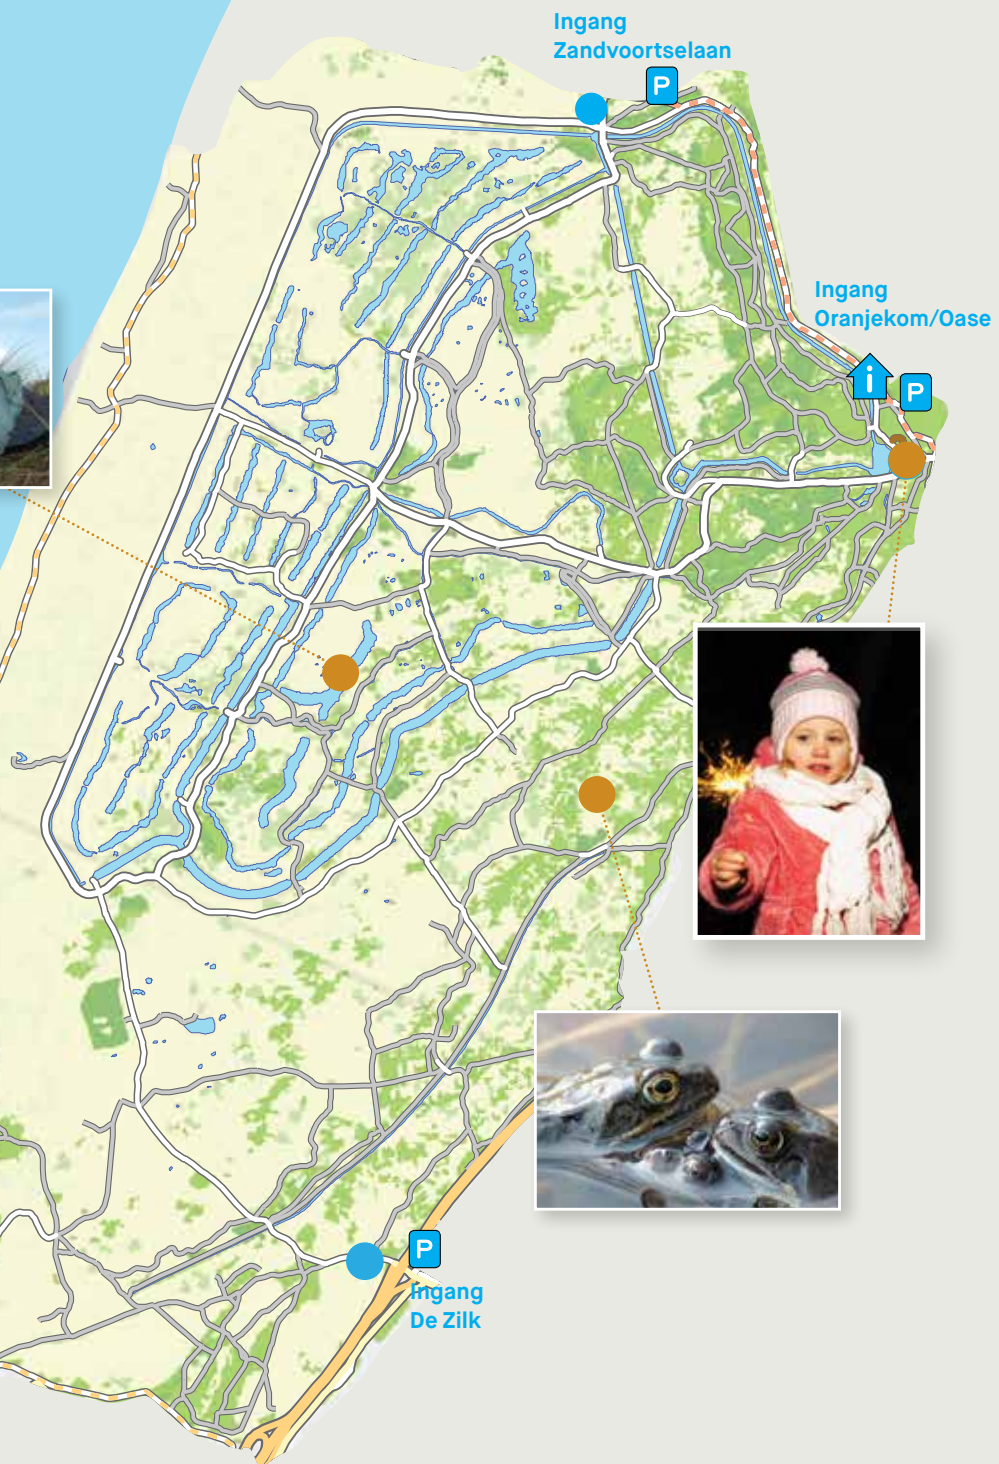 Ingang
Zandvoortselaan
P
Ingang
Oranjekom/Oase
i
P
P
Ingang
De Zilk